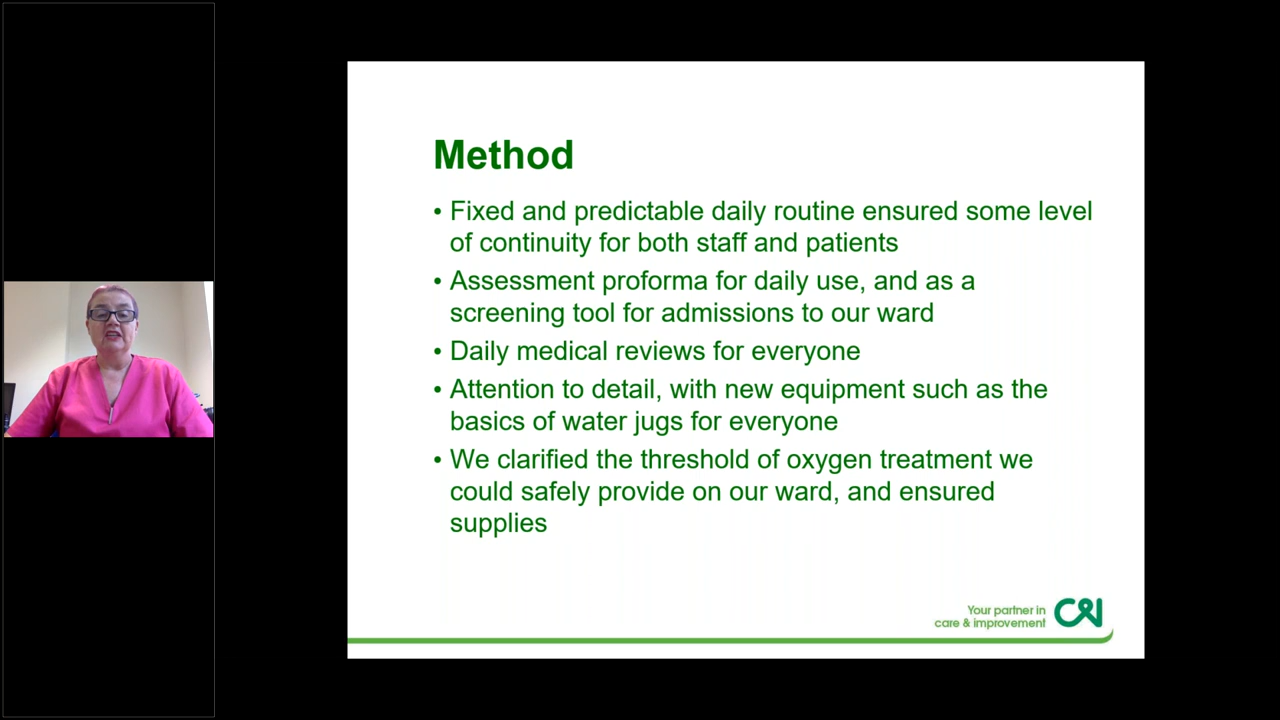 Method
• Fixed and predictable daily routine ensured some level
of continuity for both staff and patients
• Assessment proforma for daily use, and as a
screening tool for admissions to our ward
• Daily medical reviews for everyone
• Attention to detail, with new equipment such as the
basics of water jugs for everyone
• We clarified the threshold of oxygen treatment we
could safely provide on our ward, and ensured
supplies
Your partner in
care & improvement
C&I